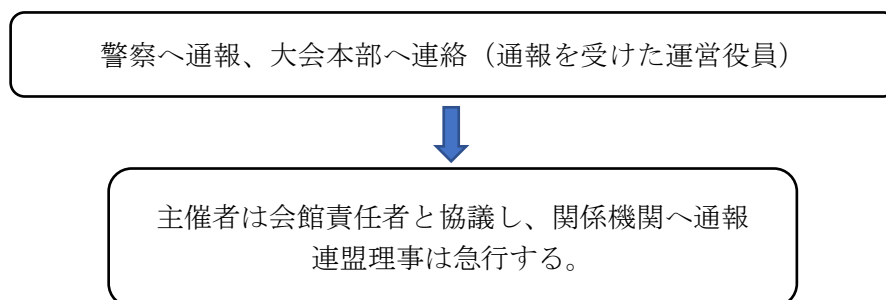 警察へ通報、大会本部へ連絡（通報を受けた運営役員）
主催者は会館責任者と協議し、関係機関へ通報
連盟理事は急行する。